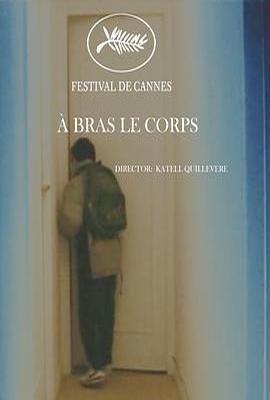 FESTIVAL DE CANNES
À BRAS LE CORPS
DIRECTOR: KATELL QUILLEVERE